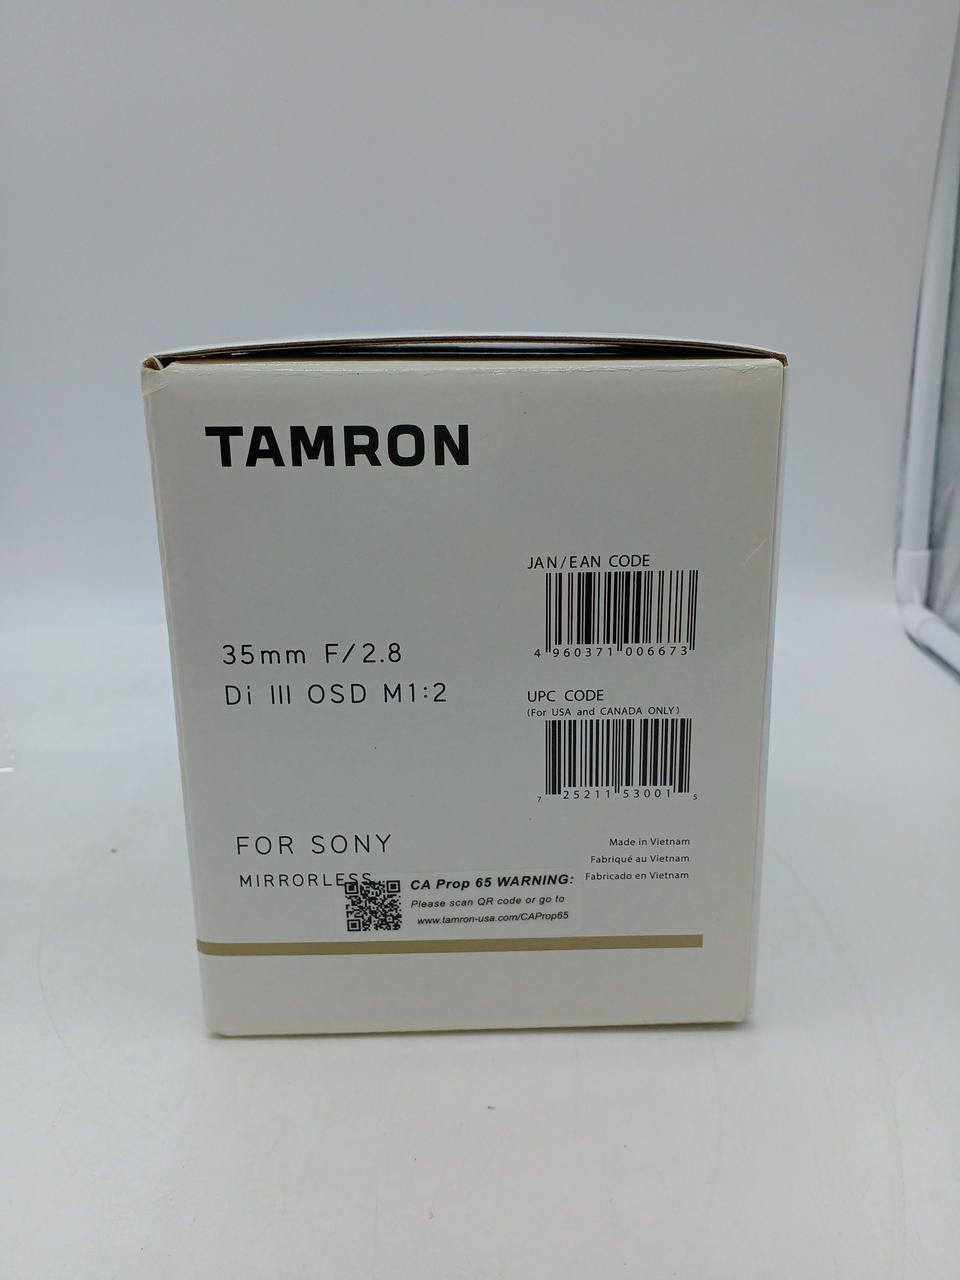 TAMRON
JAN/EAN CODE
4 960371 006673
35mm F/2.8
Di III OSD M1:2
UPC CODE
(For USA and CANADA ONLY)
7 25211 53001 5
FOR SONY
MIRRORLESS
Made in Vietnam
Fabriqué au Vietnam
Fabricado en Vietnam
CA Prop 65 WARNING:
Please scan QR code or go to
www.tamron-usa.com/CAProp65